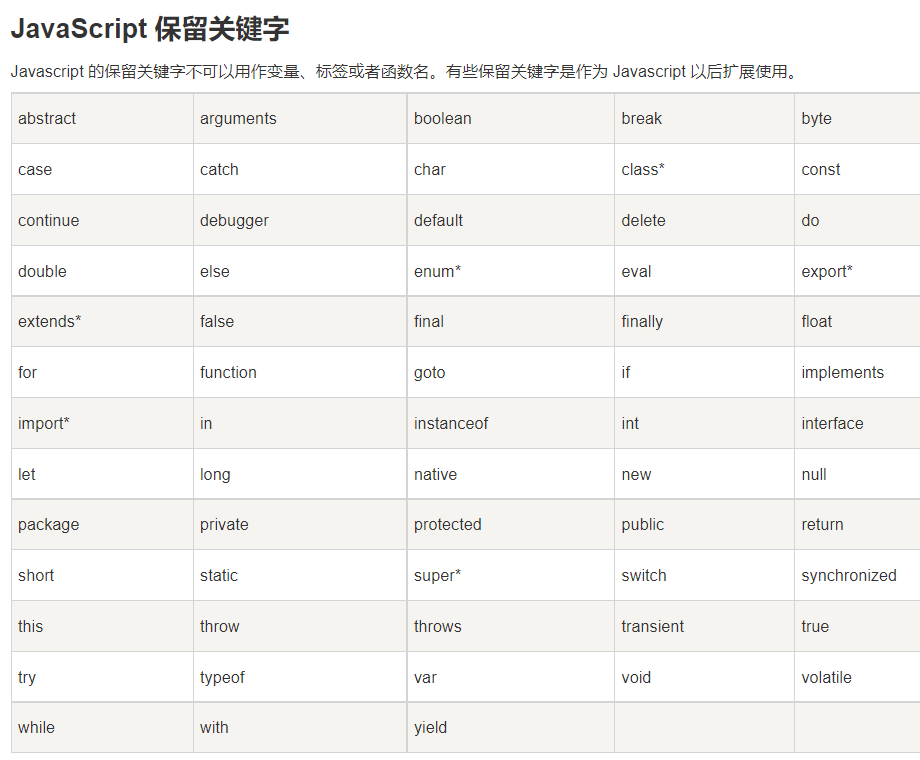 JavaScript 保留关键字
Javascript 的保留关键字不可以用作变量、标签或者函数名。有些保留关键字是作为 Javascript 以后扩展使用。
abstract arguments boolean break byte
case catch char class* const
continue debugger default delete do
double else enum* eval export*
extends* false final finally float
for function goto if implements
import* in instanceof int interface
let long native new null
package private protected public return
short static super* switch synchronized
this throw throws transient true
try typeof var void volatile
while with yield